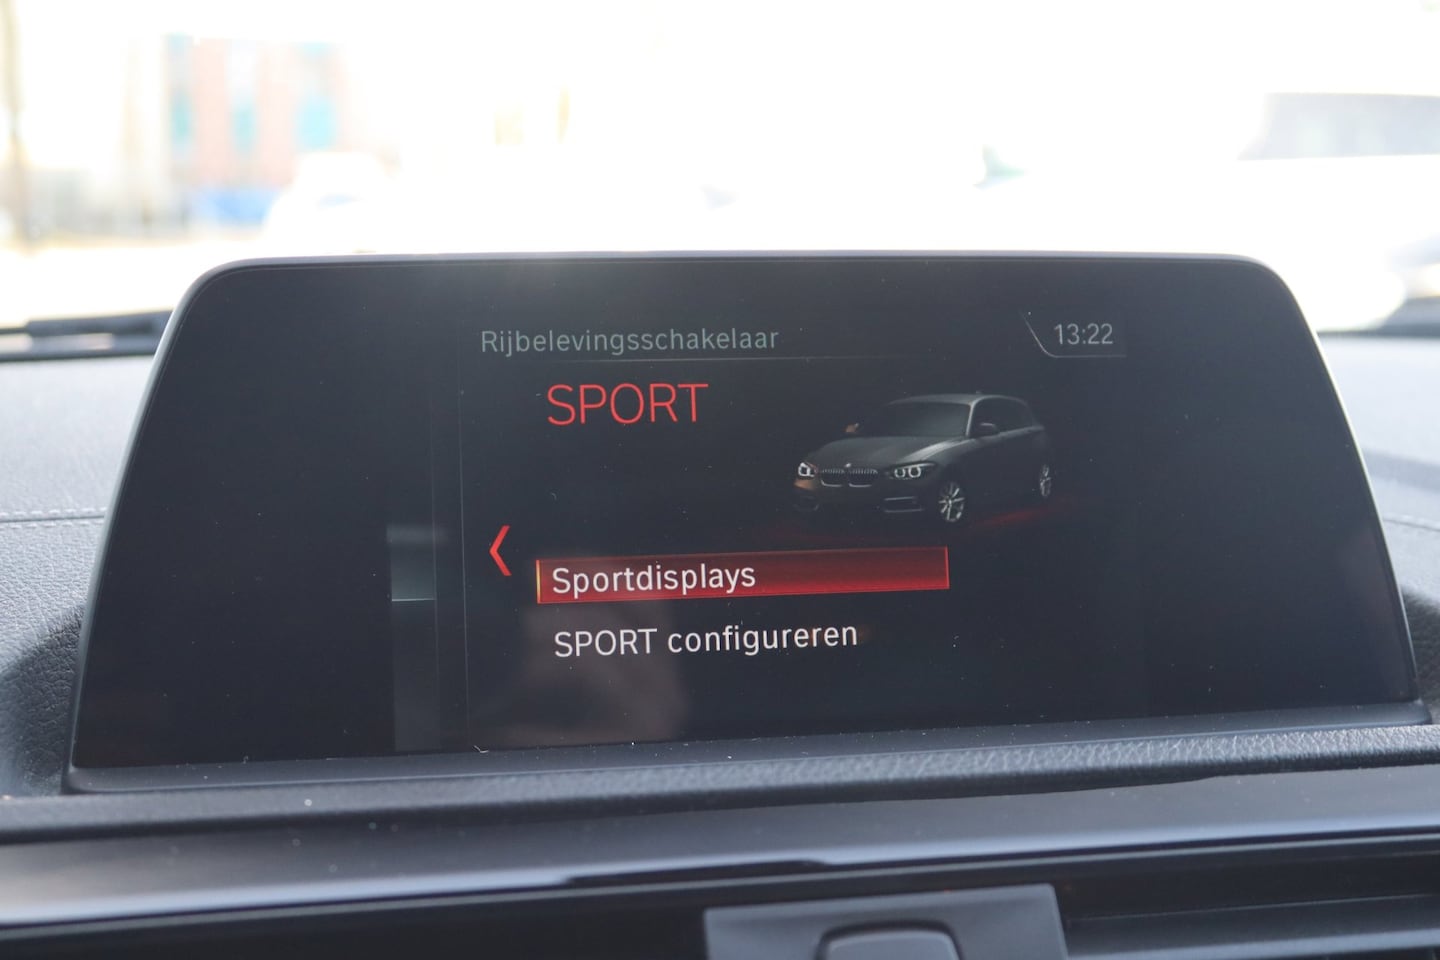 Rijbelevingsschakelaar
13:22
SPORT
Sportdisplays
SPORT configureren